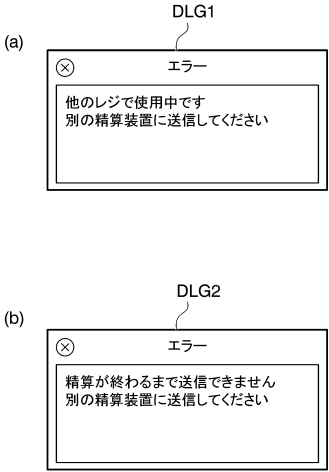 DLG1
(a)
エラー
他のレジで使用中です
別の精算装置に送信してください
DLG2
(b)
エラー
精算が終わるまで送信できません
別の精算装置に送信してください